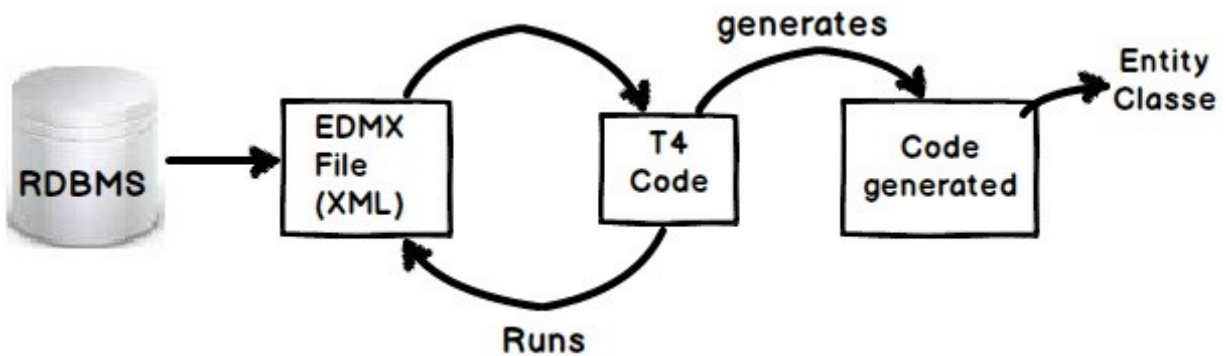 RDBMS
EDMX
File
(XML)
Runs
T4
Code
generates
Code
generated
Entity
Classe